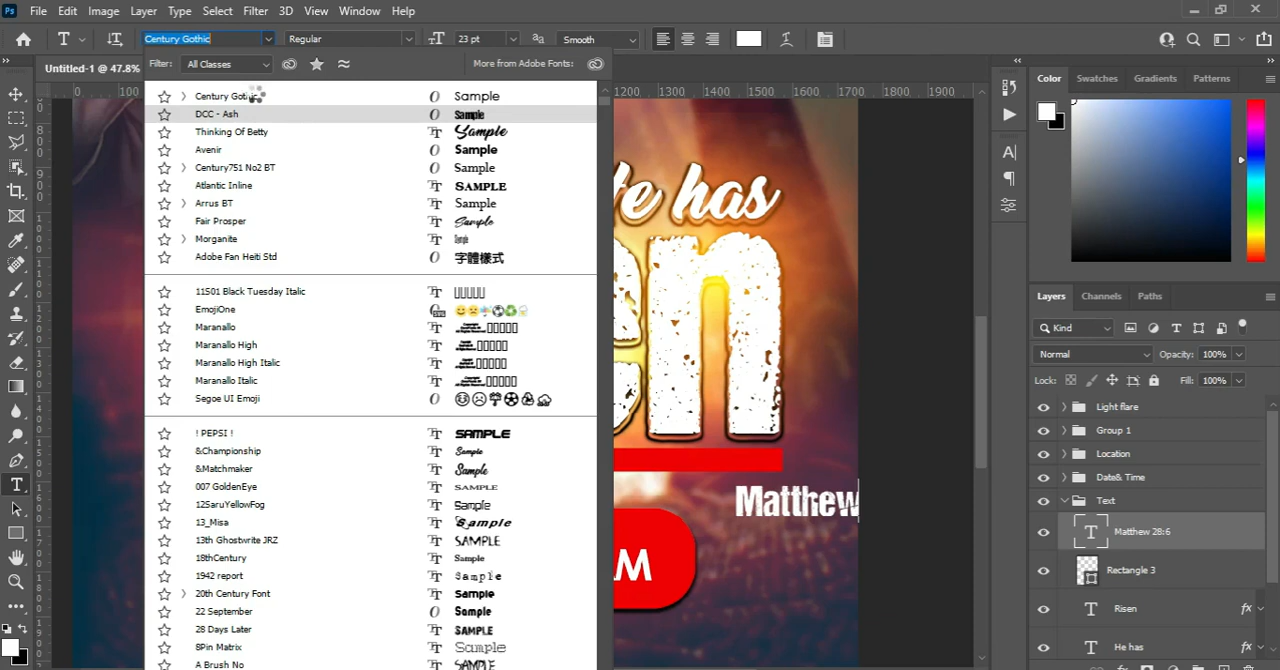 Ps File Edit Image Layer Type Select Filter 3D View Window Help
T Century Gothic Regular 23 pt Smooth
Filter: All Classes More from Adobe Fonts:
Untitled-1 @ 47.8%
0 100 1200 1300 1400 1500 1600 1700 1800 1900
Century Gothic Sample
DCC - Ash Sample
Thinking Of Betty Sample
Avenir Sample
Century751 No2 BT Sample
Atlantic Inline SAMPLE
Arrus BT Sample
Fair Prosper Sample
Morganite Sample
Adobe Fan Heiti Std 字體樣式
11501 Black Tuesday Italic
EmojiOne
Maranallo
Maranallo High
Maranallo High Italic
Maranallo Italic
Segoe UI Emoji
! PEPSI ! SAMPLE
&Championship Sample
&Matchmaker Sample
007 GoldenEye SAMPLE
12SaruYellowFog Sample
13_Misa Sample
13th Ghostwrite JRZ SAMPLE
18thCentury Sample
1942 report Sample
20th Century Font Sample
22 September Sample
28 Days Later SAMPLE
8Pin Matrix Sample
A Brush No SAMPLE
te has
en
Matthew
M
Color Swatches Gradients Patterns
Layers Channels Paths
Kind
Normal Opacity: 100%
Lock: Fill: 100%
Light flare
Group 1
Location
Date& Time
Text
T Matthew 28:6
Rectangle 3
T Risen fx
T He has fx